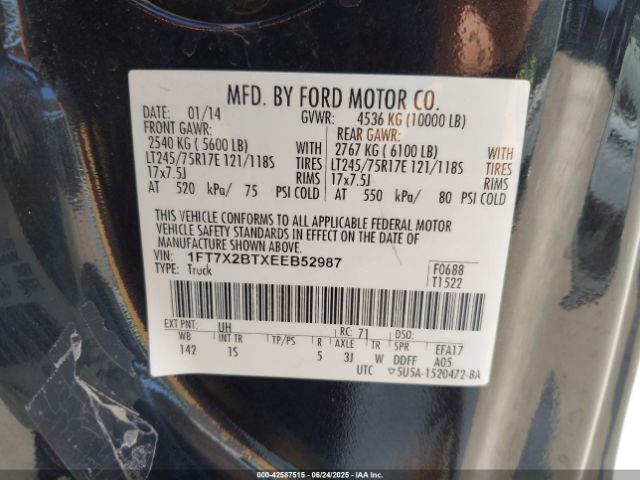 MFD. BY FORD MOTOR CO.
DATE: 01/14 GVWR: 4536 KG (10000 LB)
FRONT GAWR: REAR GAWR:
2540 KG ( 5600 LB) WITH 2767 KG ( 6100 LB) WITH
LT245/75R17E 121/118S TIRES LT245/75R17E 121/118S TIRES
17x7.5J RIMS 17x7.5J RIMS
AT 520 kPa/ 75 PSI COLD AT 550 kPa/ 80 PSI COLD
THIS VEHICLE CONFORMS TO ALL APPLICABLE FEDERAL MOTOR
VEHICLE SAFETY STANDARDS IN EFFECT ON THE DATE OF
MANUFACTURE SHOWN ABOVE.
VIN: 1FT7X2BTXEEB52987 F0688
TYPE: Truck T1522
EXT PNT: UH RC: 71 DSO:
WB INT TR TP/PS R AXLE TR SPR EFA17
142 1S 5 3J W DDFF A05
UTC ▽5U5A-1520472-BA
000-42587515 - 06/24/2025 - IAAI.com